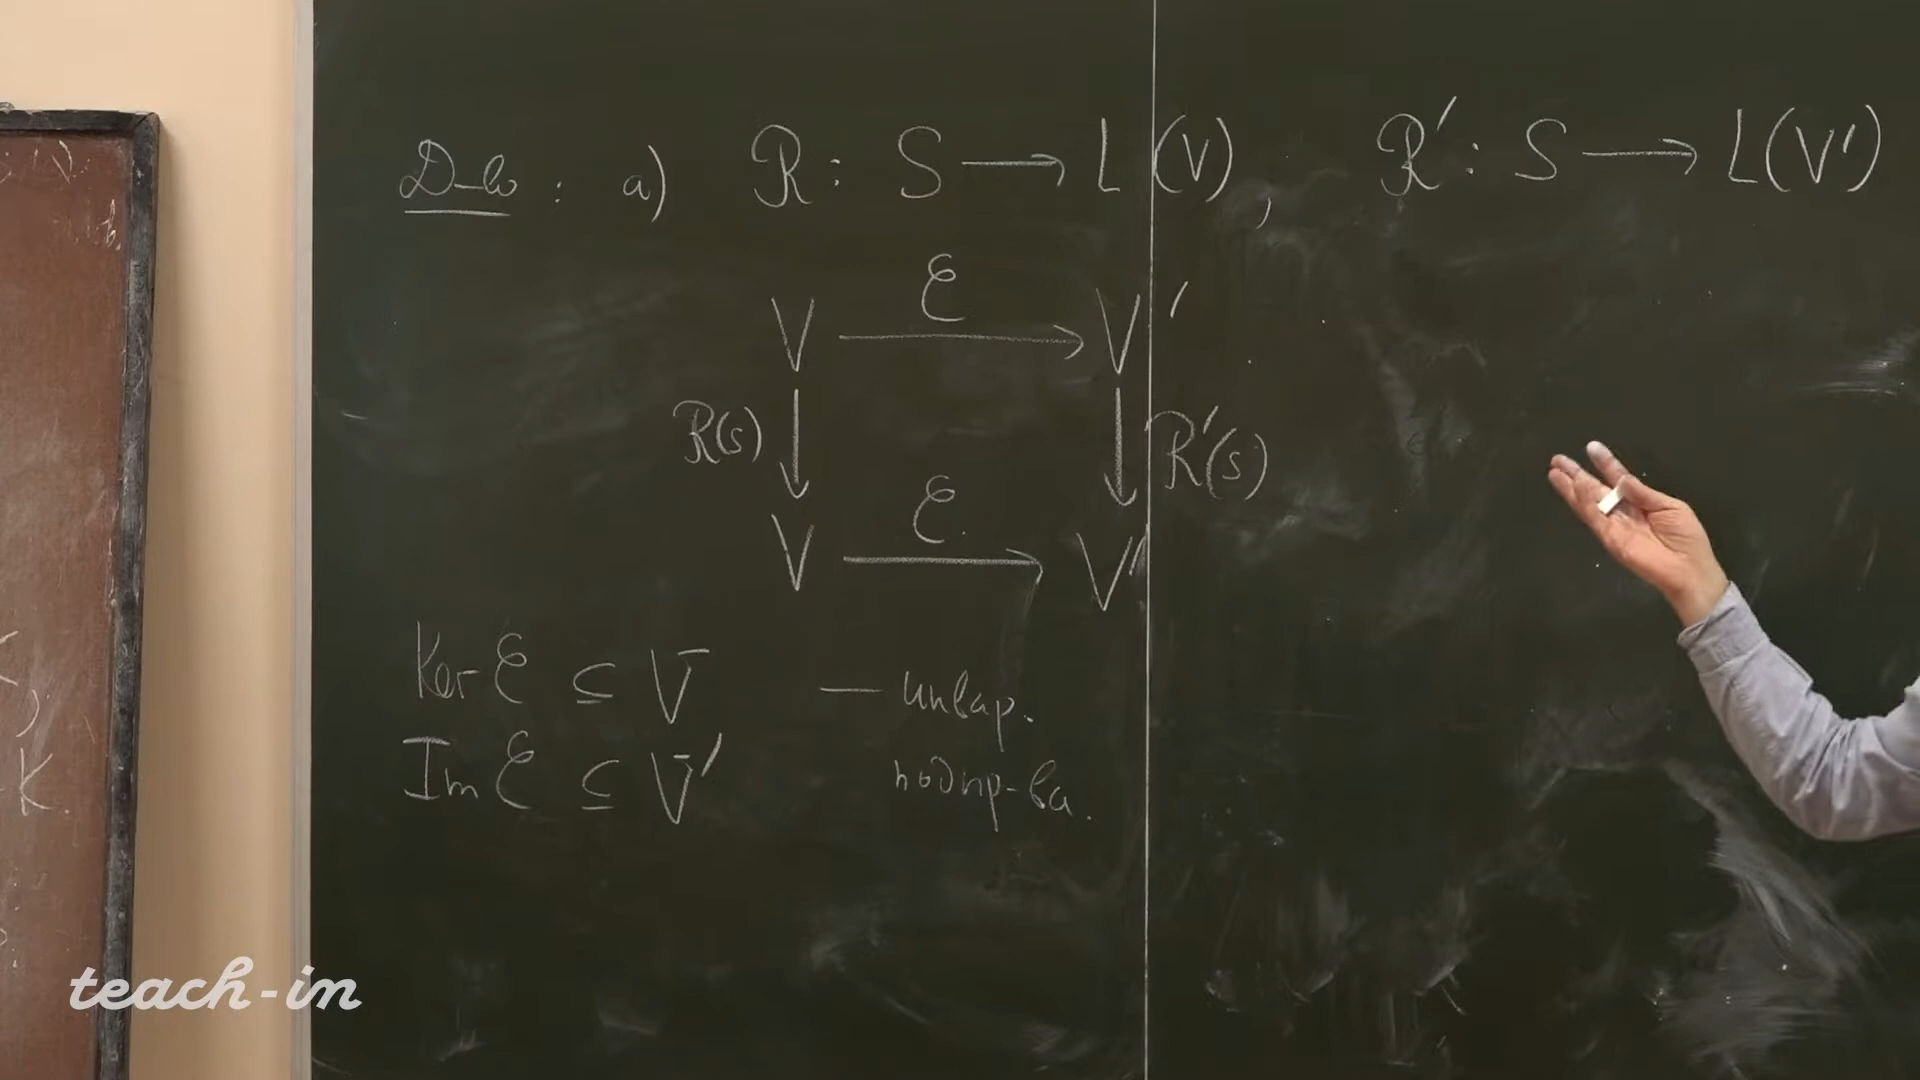 Д-во : а) R : S → L(V), R' : S → L(V')
V —ℰ→ V'
R(s) ↓ ↓ R'(s)
V —ℰ→ V'
Ker ℰ ⊆ V — инвар.
Im ℰ ⊆ V' подпр-ва.
K.
teach-in